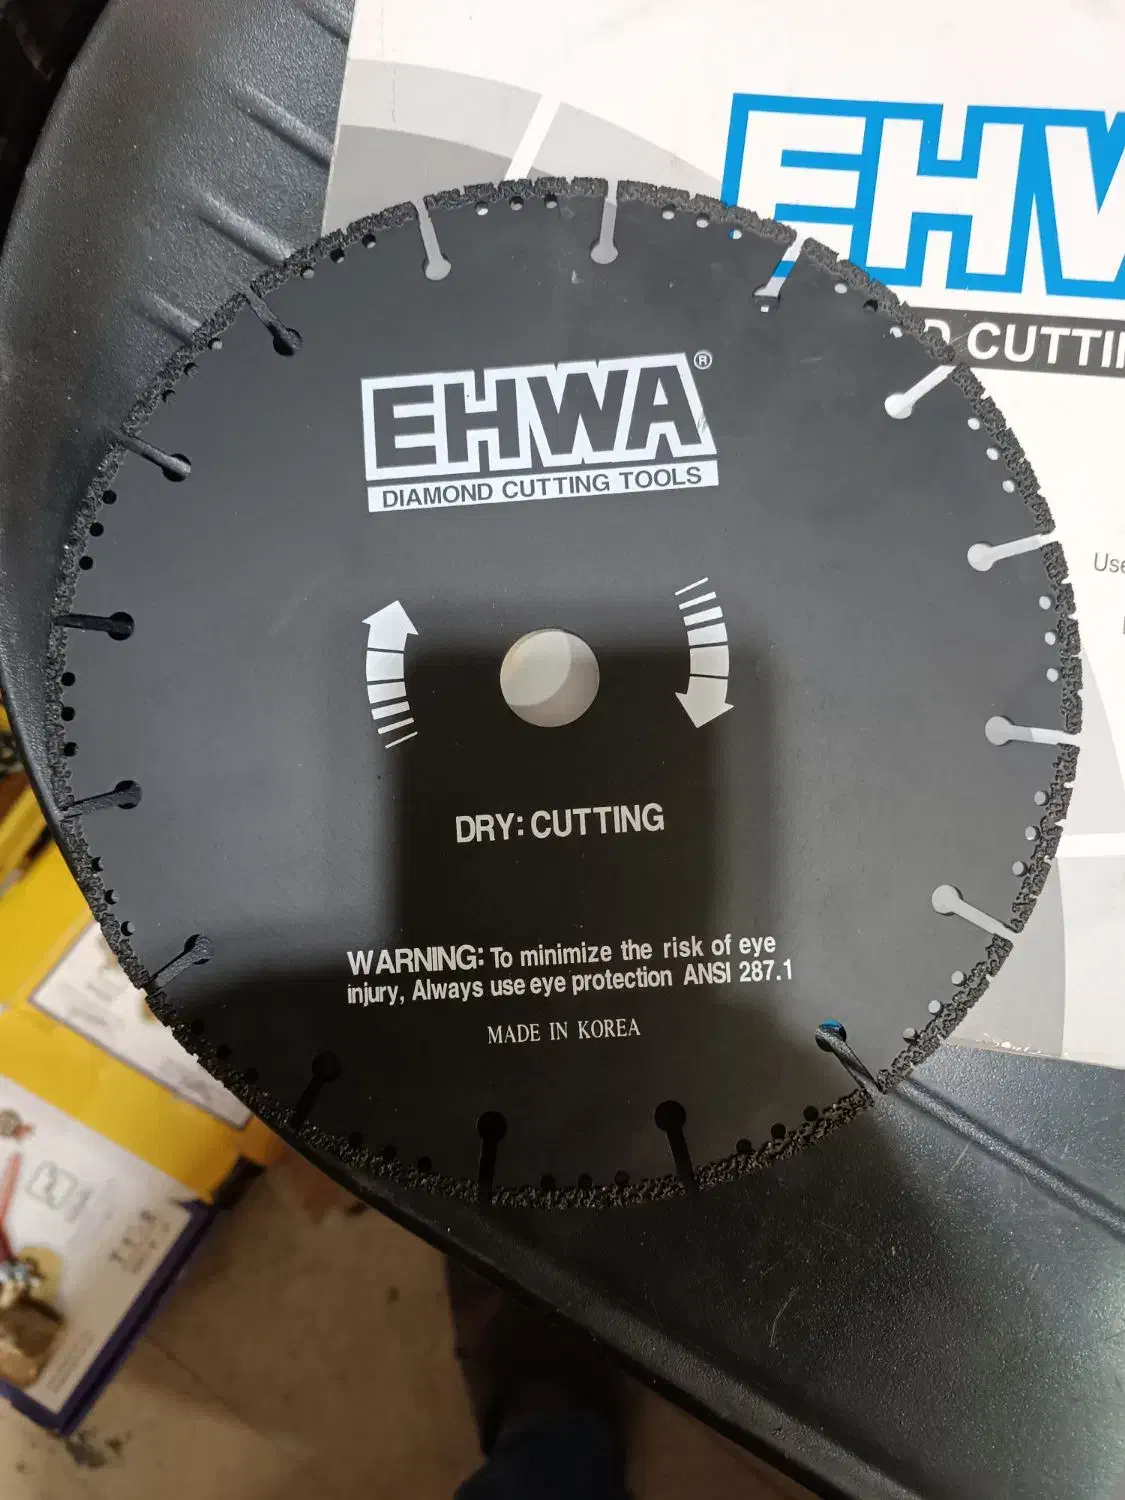 EHWA®
DIAMOND CUTTING TOOLS
DRY: CUTTING
WARNING: To minimize the risk of eye
injury, Always use eye protection ANSI 287.1
MADE IN KOREA
EHW
D CUTTI
Use